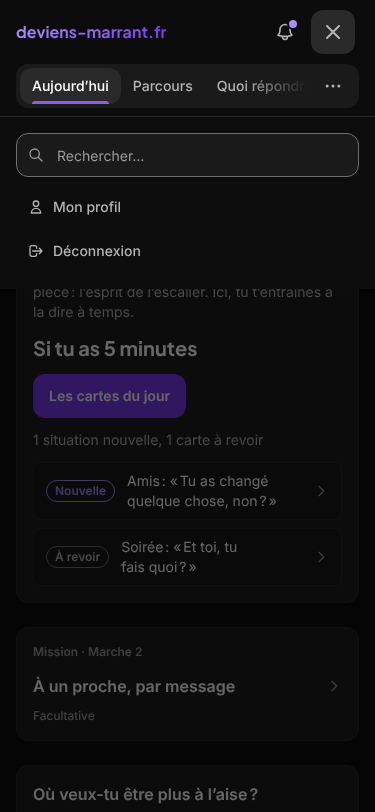 deviens-marrant.fr
Aujourd'hui Parcours Quoi répondr
Rechercher...
Mon profil
Déconnexion
pièce : l'esprit de l'escalier. Ici, tu t'entraînes à
la dire à temps.
Si tu as 5 minutes
Les cartes du jour
1 situation nouvelle, 1 carte à revoir
Nouvelle
Amis : « Tu as changé
quelque chose, non ? »
À revoir
Soirée : « Et toi, tu
fais quoi ? »
Mission · Marche 2
À un proche, par message
Facultative
Où veux-tu être plus à l'aise ?